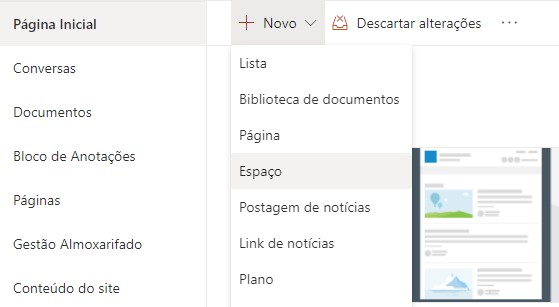 Página Inicial
Conversas
Documentos
Bloco de Anotações
Páginas
Gestão Almoxarifado
Conteúdo do site
Novo
Descartar alterações
Lista
Biblioteca de documentos
Página
Espaço
Postagem de notícias
Link de notícias
Plano